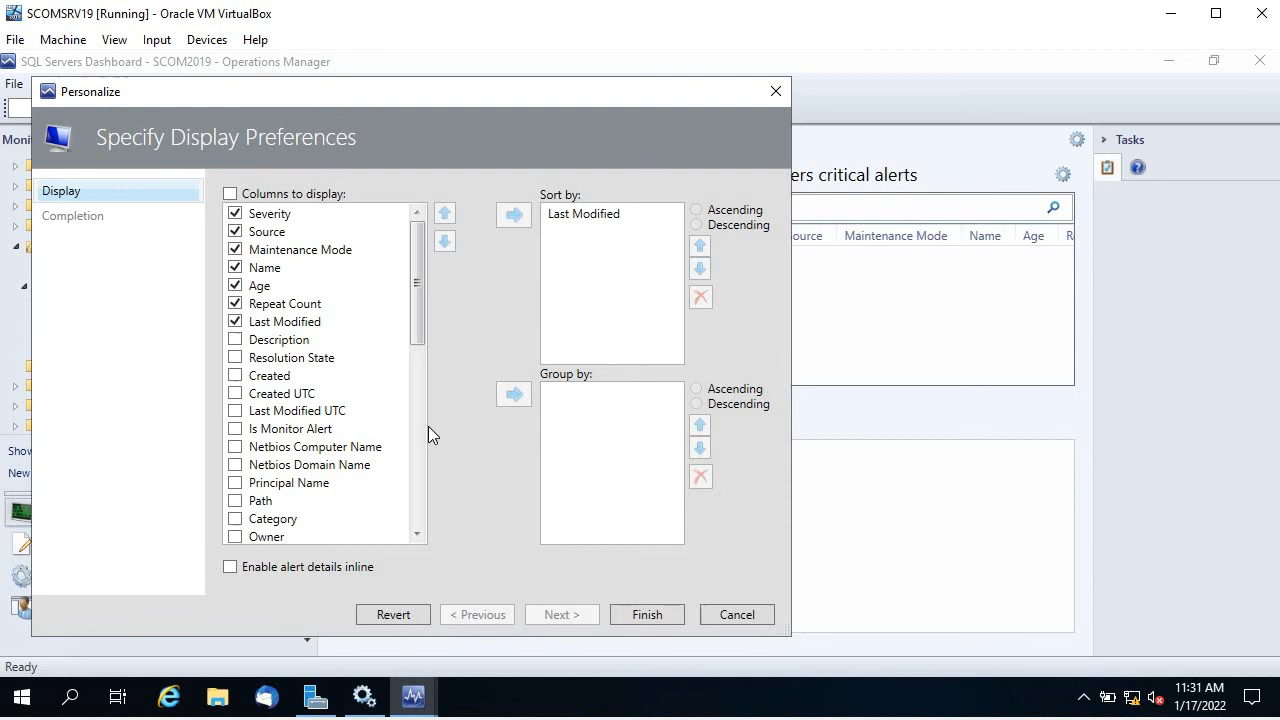 SCOMSRV19 [Running] - Oracle VM VirtualBox
File Machine View Input Devices Help
SQL Servers Dashboard - SCOM2019 - Operations Manager
File
Personalize
Specify Display Preferences
Display
Completion
Columns to display:
Severity
Source
Maintenance Mode
Name
Age
Repeat Count
Last Modified
Description
Resolution State
Created
Created UTC
Last Modified UTC
Is Monitor Alert
Netbios Computer Name
Netbios Domain Name
Principal Name
Path
Category
Owner
Enable alert details inline
Sort by:
Last Modified
Ascending
Descending
Group by:
Ascending
Descending
Revert < Previous Next > Finish Cancel
Moni
Show
New
ers critical alerts
ource Maintenance Mode Name Age R
Tasks
Ready
11:31 AM
1/17/2022